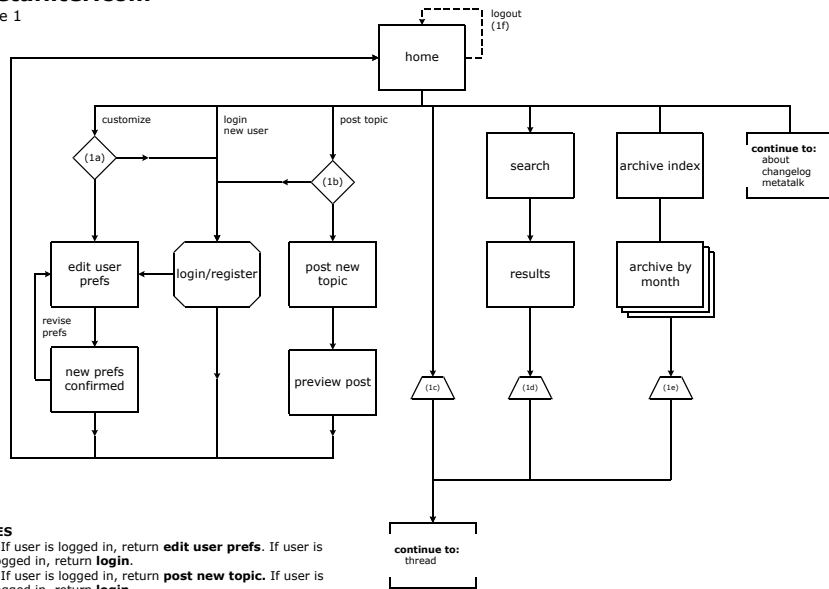 e 1
logout
(1f)
home
customize
login
new user
post topic
(1a)
(1b)
search
archive index
continue to:
about
changelog
metatalk
edit user
prefs
login/register
post new
topic
results
archive by
month
revise
prefs
new prefs
confirmed
preview post
(1c)
(1d)
(1e)
continue to:
thread
If user is logged in, return edit user prefs. If user is
gged in, return login.
If user is logged in, return post new topic. If user is